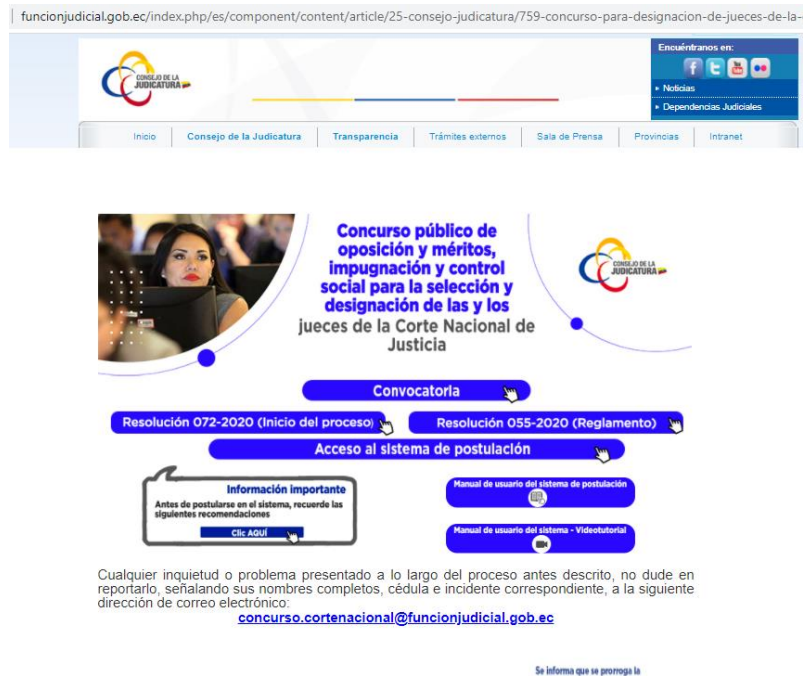 funcionjudicial.gob.ec/index.php/es/component/content/article/25-consejo-judicatura/759-concurso-para-designacion-de-jueces-de-la-
CONSEJO DE LA
JUDICATURA
Encuéntranos en:
Noticias
Dependencias Judiciales
Inicio
Consejo de la Judicatura
Transparencia
Trámites externos
Sala de Prensa
Provincias
Intranet
Concurso público de
oposición y méritos,
impugnación y control
social para la selección y
designación de las y los
jueces de la Corte Nacional de
Justicia
CONSEJO DE LA
JUDICATURA
Convocatoria
Resolución 072-2020 (Inicio del proceso)
Resolución 055-2020 (Reglamento)
Acceso al sistema de postulación
Información importante
Antes de postularse en el sistema, recuerde las
siguientes recomendaciones
Clic AQUÍ
Manual de usuario del sistema de postulación
Manual de usuario del sistema - Videotutorial
Cualquier inquietud o problema presentado a lo largo del proceso antes descrito, no dude en
reportarlo, señalando sus nombres completos, cédula e incidente correspondiente, a la siguiente
dirección de correo electrónico:
concurso.cortenacional@funcionjudicial.gob.ec
Se informa que se prorroga la